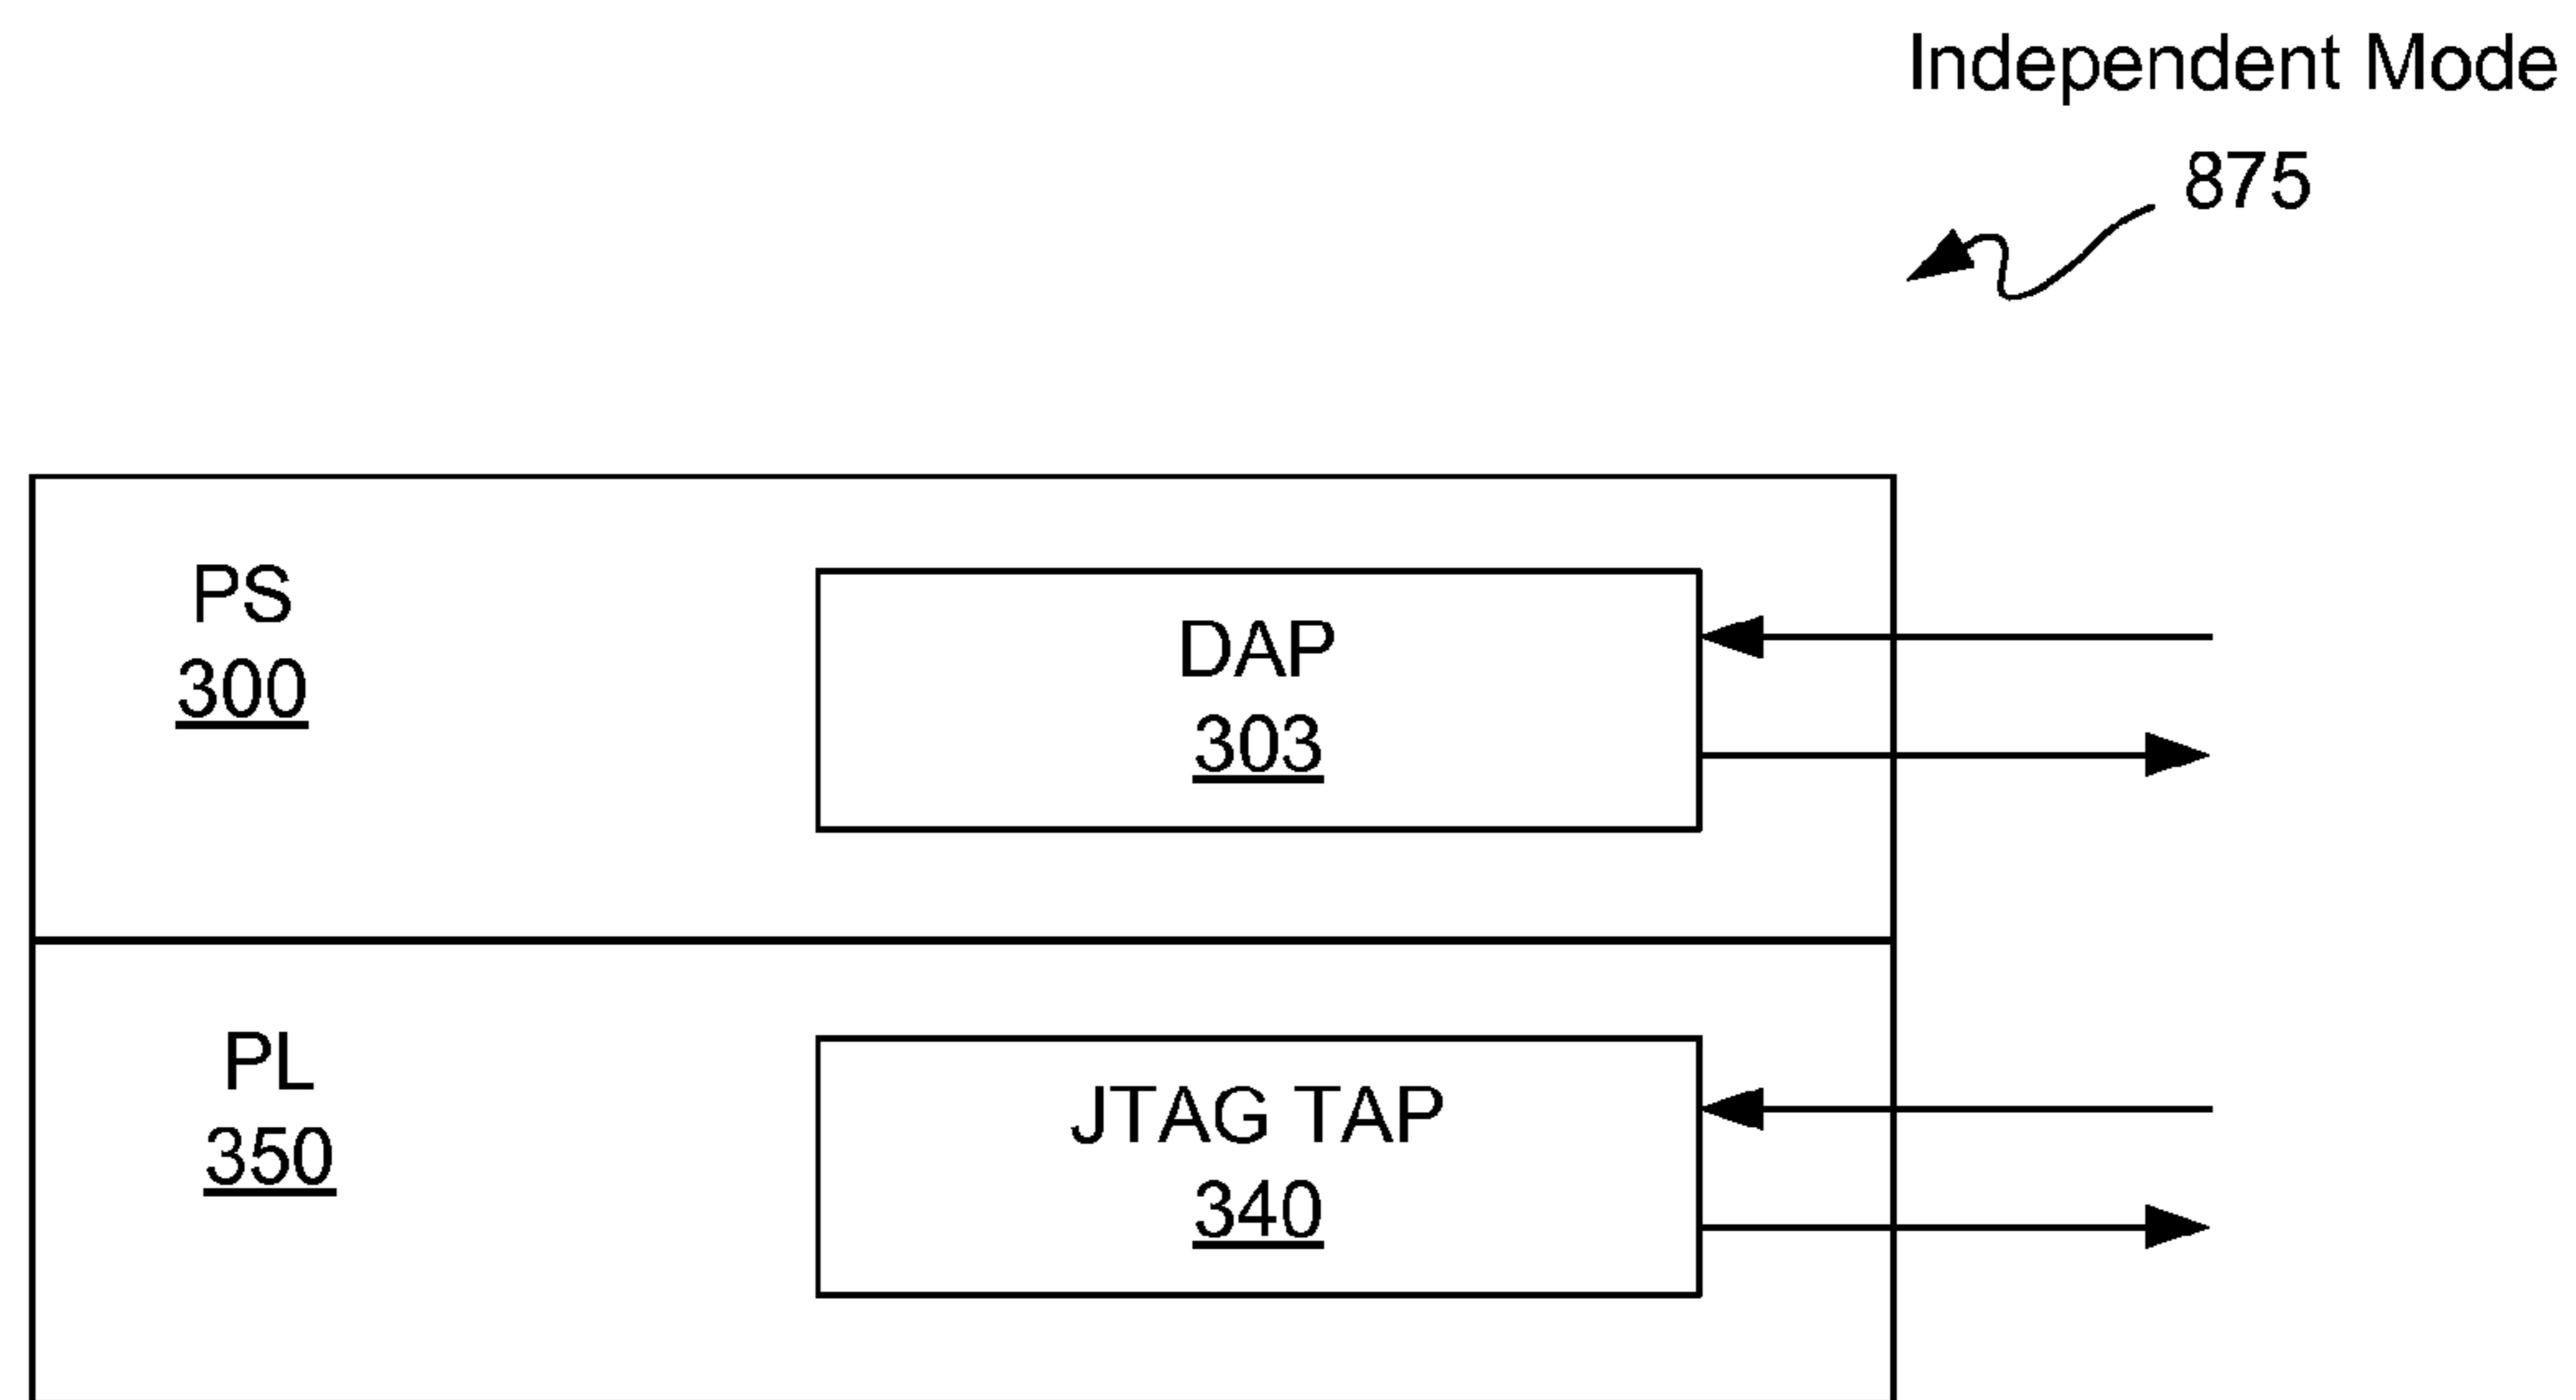 Independent Mode
875
PS
300
DAP
303
PL
350
JTAG TAP
340